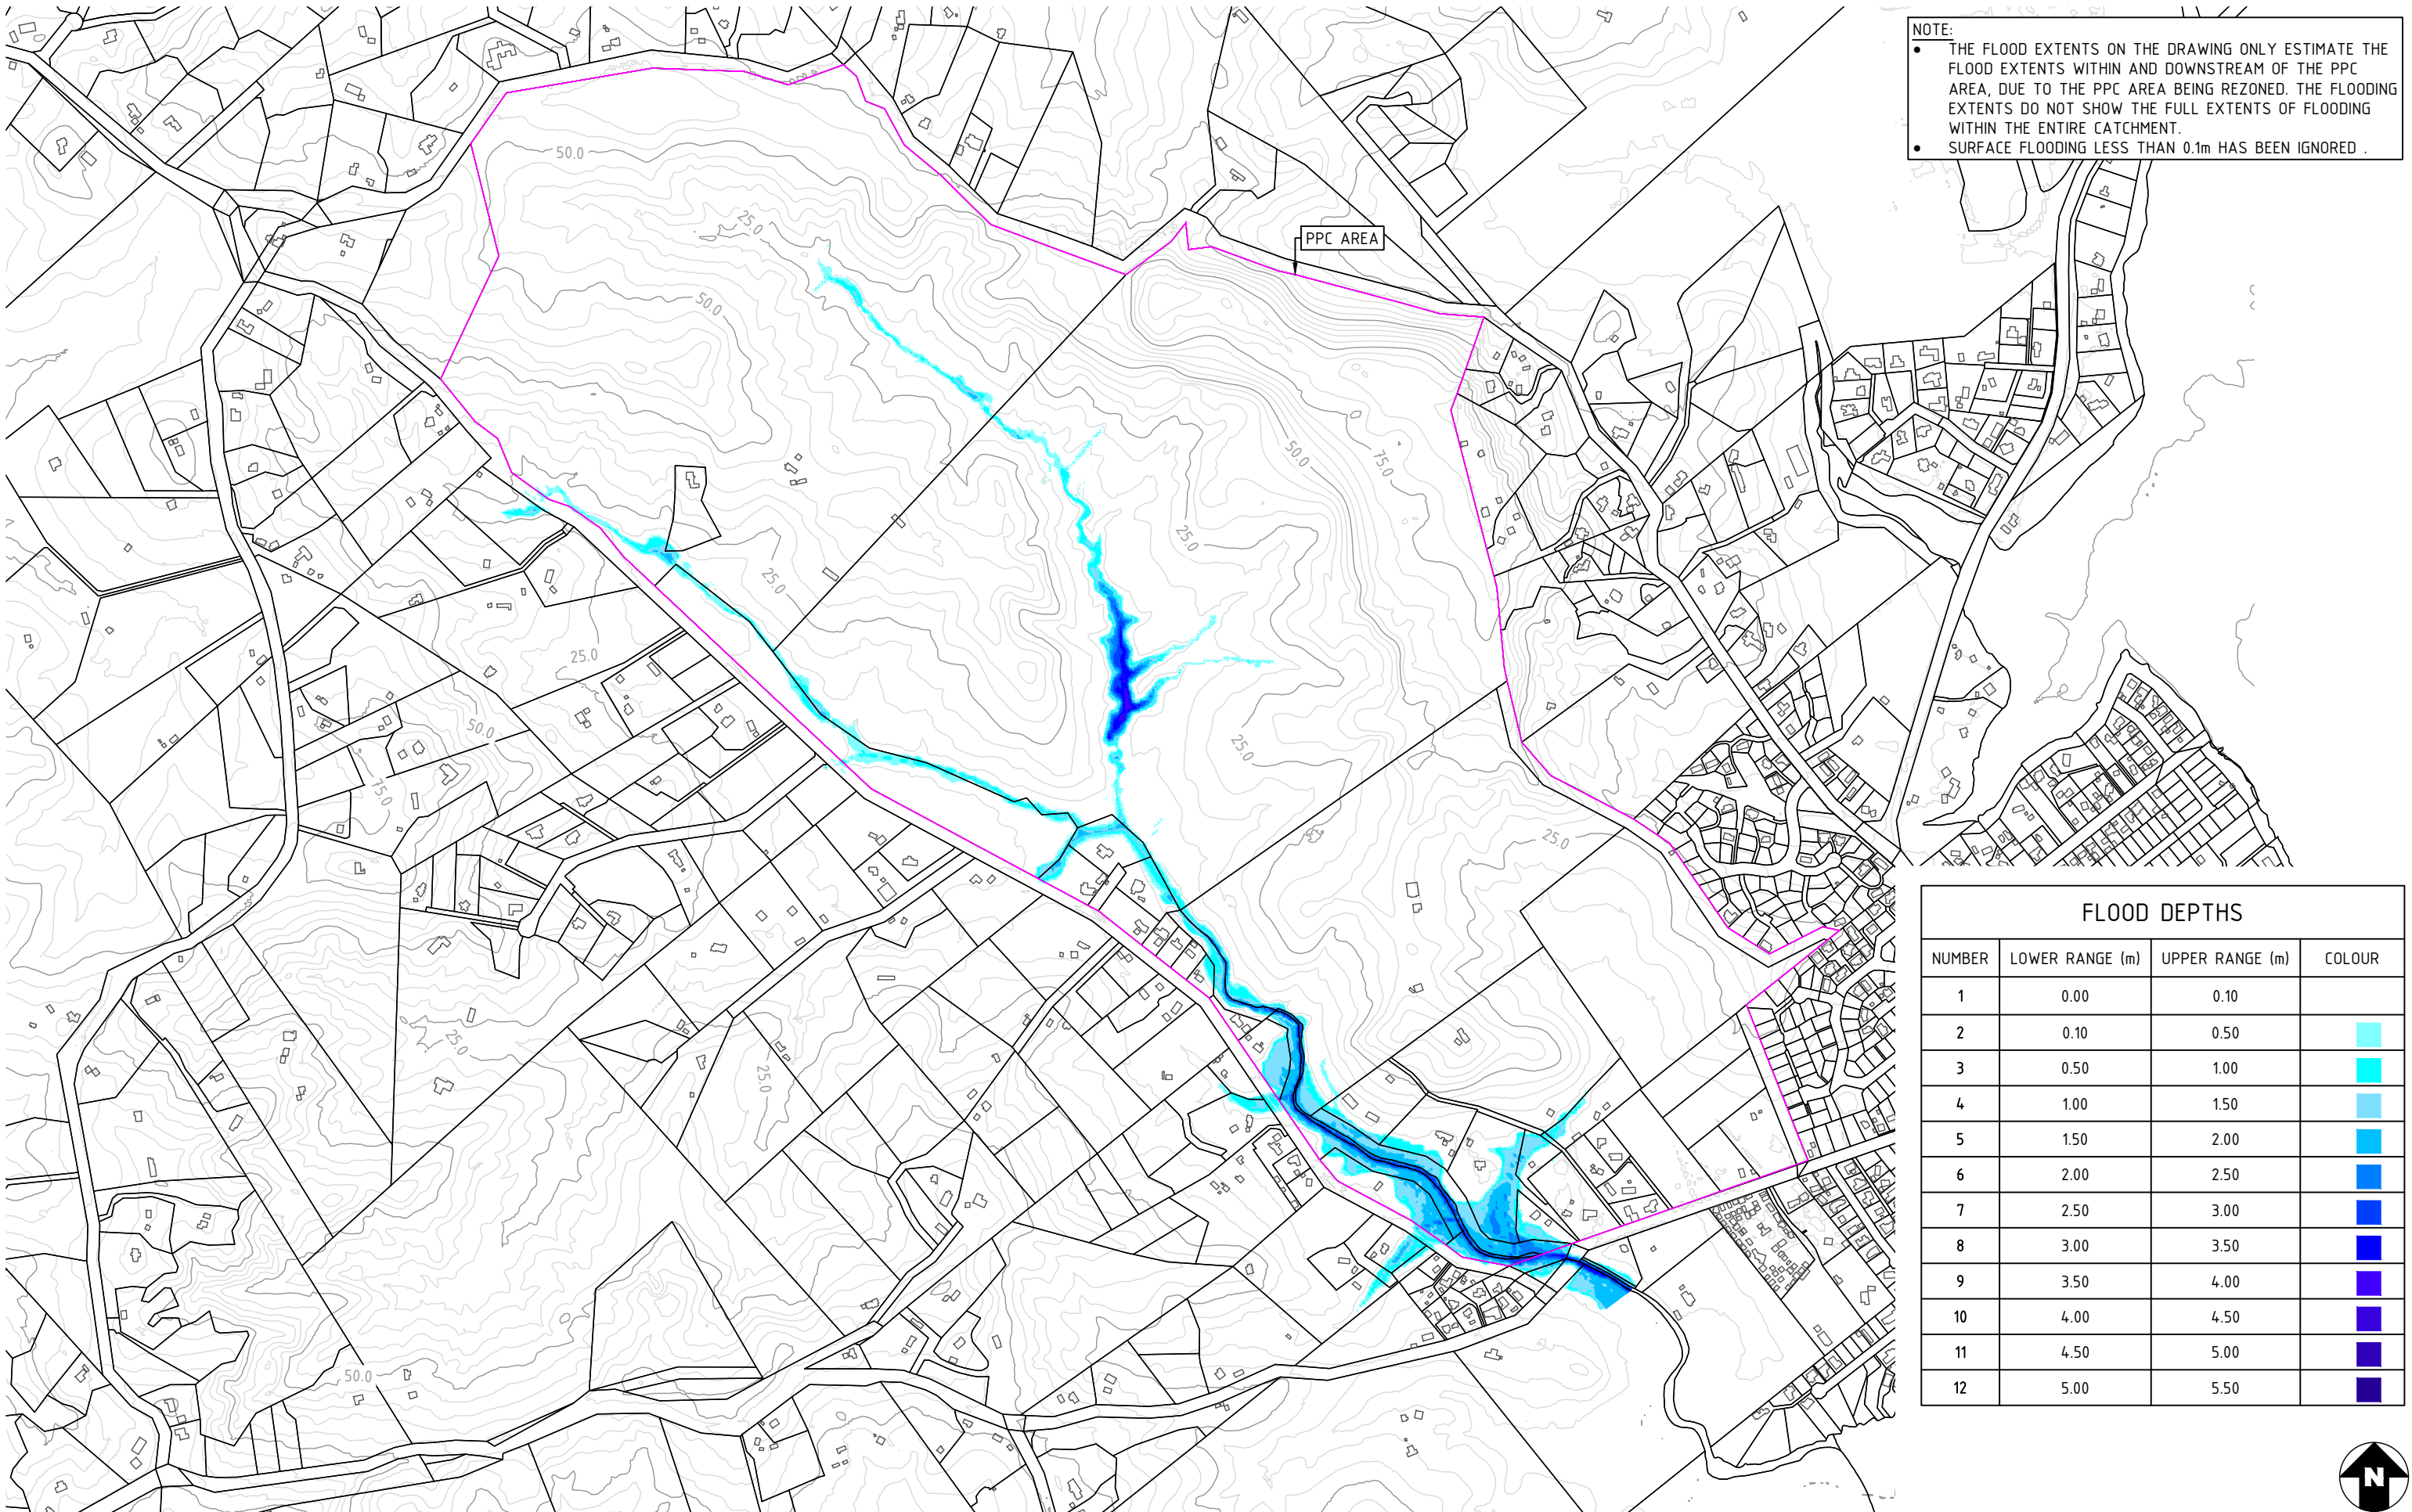 NOTE:
• THE FLOOD EXTENTS ON THE DRAWING ONLY ESTIMATE THE
FLOOD EXTENTS WITHIN AND DOWNSTREAM OF THE PPC
AREA, DUE TO THE PPC AREA BEING REZONED. THE FLOODING
EXTENTS DO NOT SHOW THE FULL EXTENTS OF FLOODING
WITHIN THE ENTIRE CATCHMENT.
• SURFACE FLOODING LESS THAN 0.1m HAS BEEN IGNORED .
50.0
25.0
PPC AREA
50.0
50.0
75.0
25.0
25.0
25.0
50.0
25.0
75.0
25.0
25.0
25.0
50.0
FLOOD DEPTHS
NUMBER LOWER RANGE (m) UPPER RANGE (m) COLOUR
1 0.00 0.10
2 0.10 0.50
3 0.50 1.00
4 1.00 1.50
5 1.50 2.00
6 2.00 2.50
7 2.50 3.00
8 3.00 3.50
9 3.50 4.00
10 4.00 4.50
11 4.50 5.00
12 5.00 5.50
N